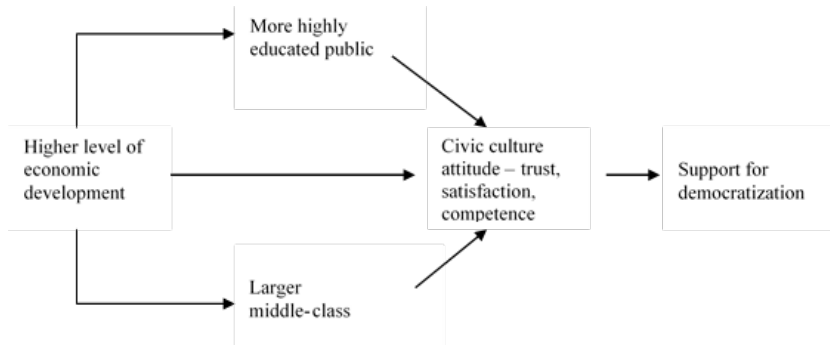 More highly
educated public
Higher level of
economic
development
Civic culture
attitude – trust,
satisfaction,
competence
Support for
democratization
Larger
middle-class